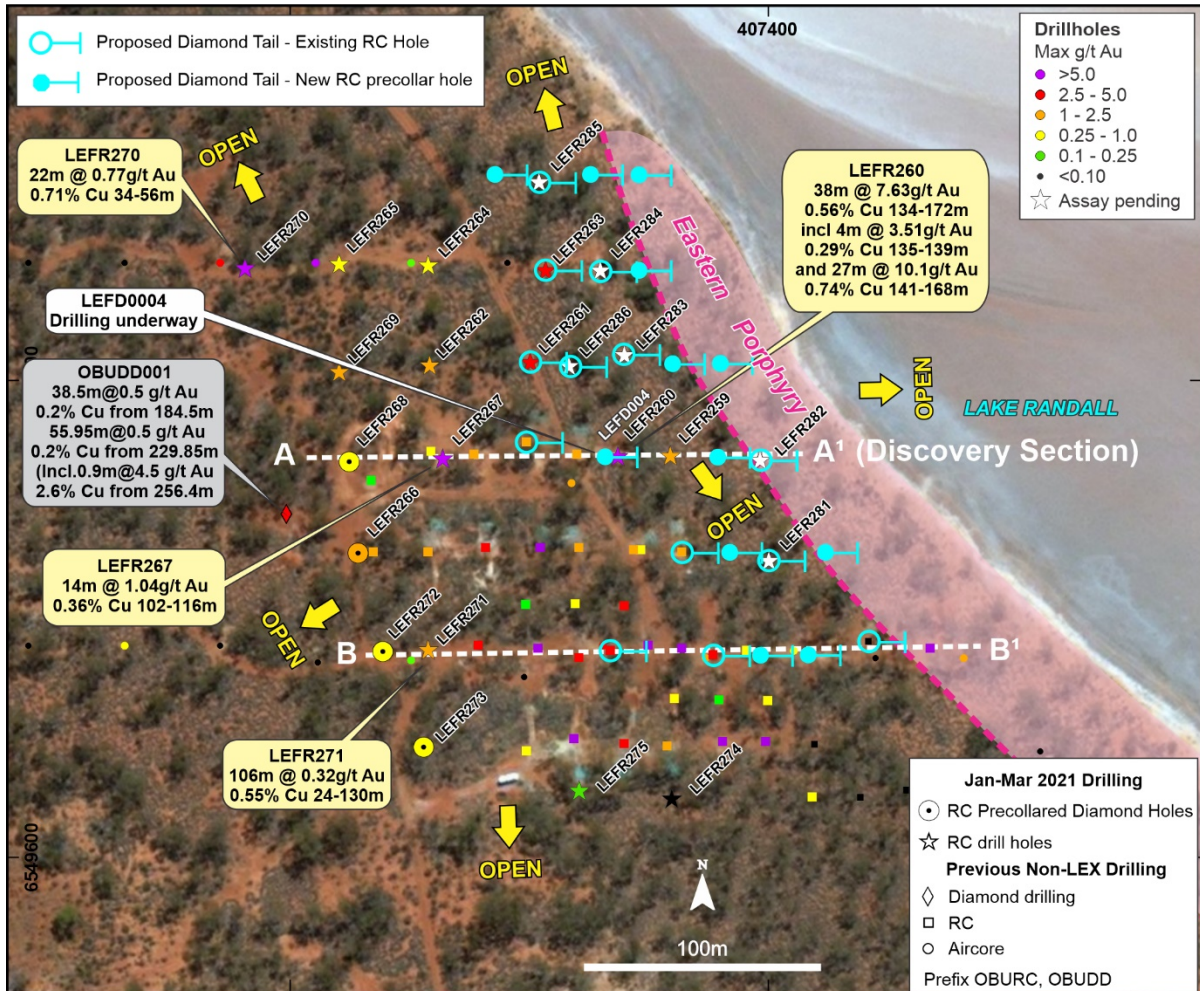 Proposed Diamond Tail - Existing RC Hole
Proposed Diamond Tail - New RC precollar hole
407400
Drillholes
Max g/t Au
>5.0
2.5 - 5.0
1 - 2.5
0.25 - 1.0
0.1 - 0.25
<0.10
Assay pending
OPEN
OPEN
LEFR270
22m @ 0.77g/t Au
0.71% Cu 34-56m
LEFR285
LEFR260
38m @ 7.63g/t Au
0.56% Cu 134-172m
incl 4m @ 3.51g/t Au
0.29% Cu 135-139m
and 27m @ 10.1g/t Au
0.74% Cu 141-168m
LEFR270
LEFR265
LEFR264
LEFR263
LEFR284
Eastern
Porphyry
LEFD0004
Drilling underway
LEFR269
LEFR262
LEFR261
LEFR286
LEFR283
OBUDD001
38.5m@0.5 g/t Au
0.2% Cu from 184.5m
55.95m@0.5 g/t Au
0.2% Cu from 229.85m
(Incl.0.9m@4.5 g/t Au
2.6% Cu from 256.4m
OPEN
LAKE RANDALL
LEFR268
LEFR267
LEFD004
LEFR260
LEFR259
LEFR282
A
A¹ (Discovery Section)
OPEN
LEFR266
LEFR281
LEFR267
14m @ 1.04g/t Au
0.36% Cu 102-116m
OPEN
LEFR272
LEFR271
B
B¹
LEFR273
LEFR271
106m @ 0.32g/t Au
0.55% Cu 24-130m
LEFR275
LEFR274
OPEN
6549600
N
100m
Jan-Mar 2021 Drilling
RC Precollared Diamond Holes
RC drill holes
Previous Non-LEX Drilling
Diamond drilling
RC
Aircore
Prefix OBURC, OBUDD